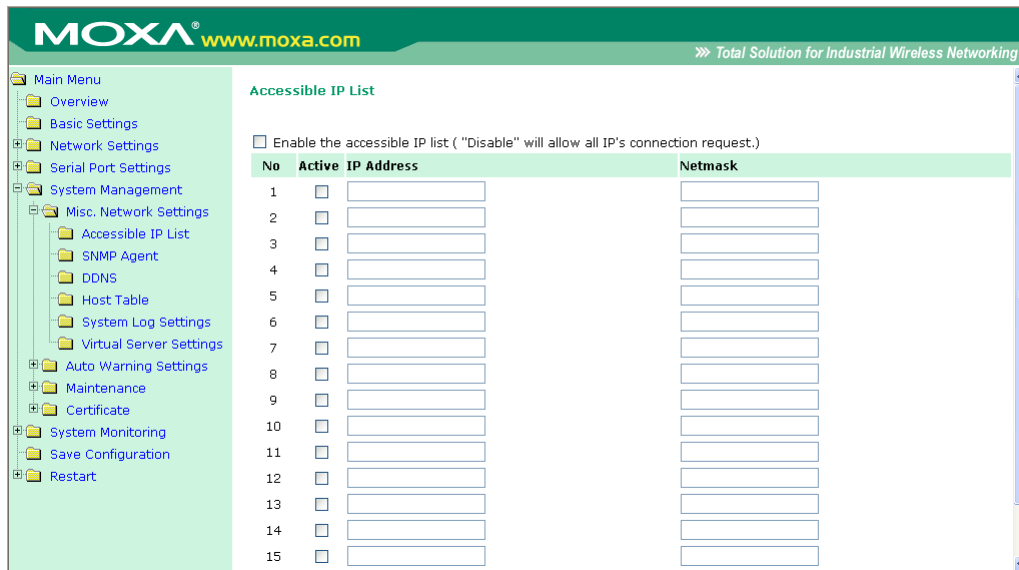 MOXA® www.moxa.com
Total Solution for Industrial Wireless Networking
Main Menu
Overview
Basic Settings
Network Settings
Serial Port Settings
System Management
Misc. Network Settings
Accessible IP List
SNMP Agent
DDNS
Host Table
System Log Settings
Virtual Server Settings
Auto Warning Settings
Maintenance
Certificate
System Monitoring
Save Configuration
Restart
Accessible IP List
Enable the accessible IP list ( "Disable" will allow all IP's connection request.)
No Active IP Address Netmask
1
2
3
4
5
6
7
8
9
10
11
12
13
14
15